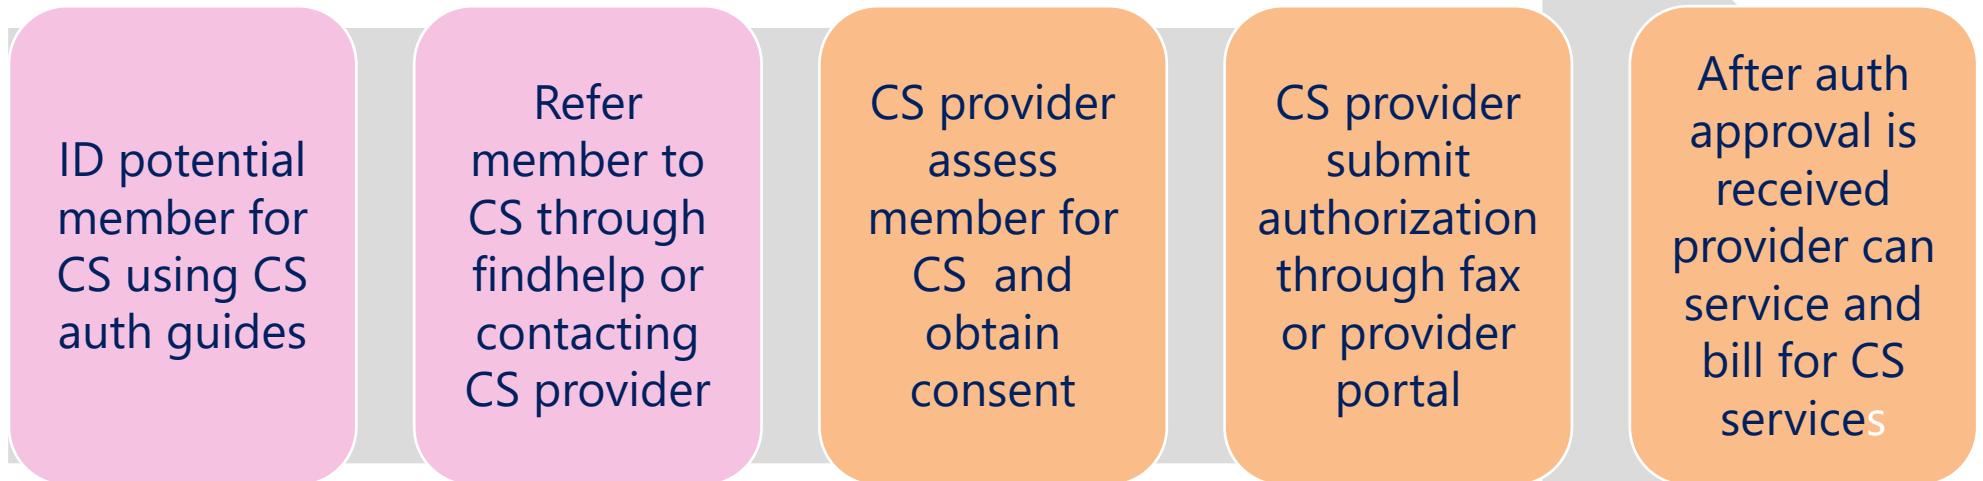 ID potential
member for
CS using CS
auth guides
Refer
member to
CS through
findhelp or
contacting
CS provider
CS provider
assess
member for
CS  and
obtain
consent
CS provider
submit
authorization
through fax
or provider
portal
After auth
approval is
received
provider can
service and
bill for CS
services